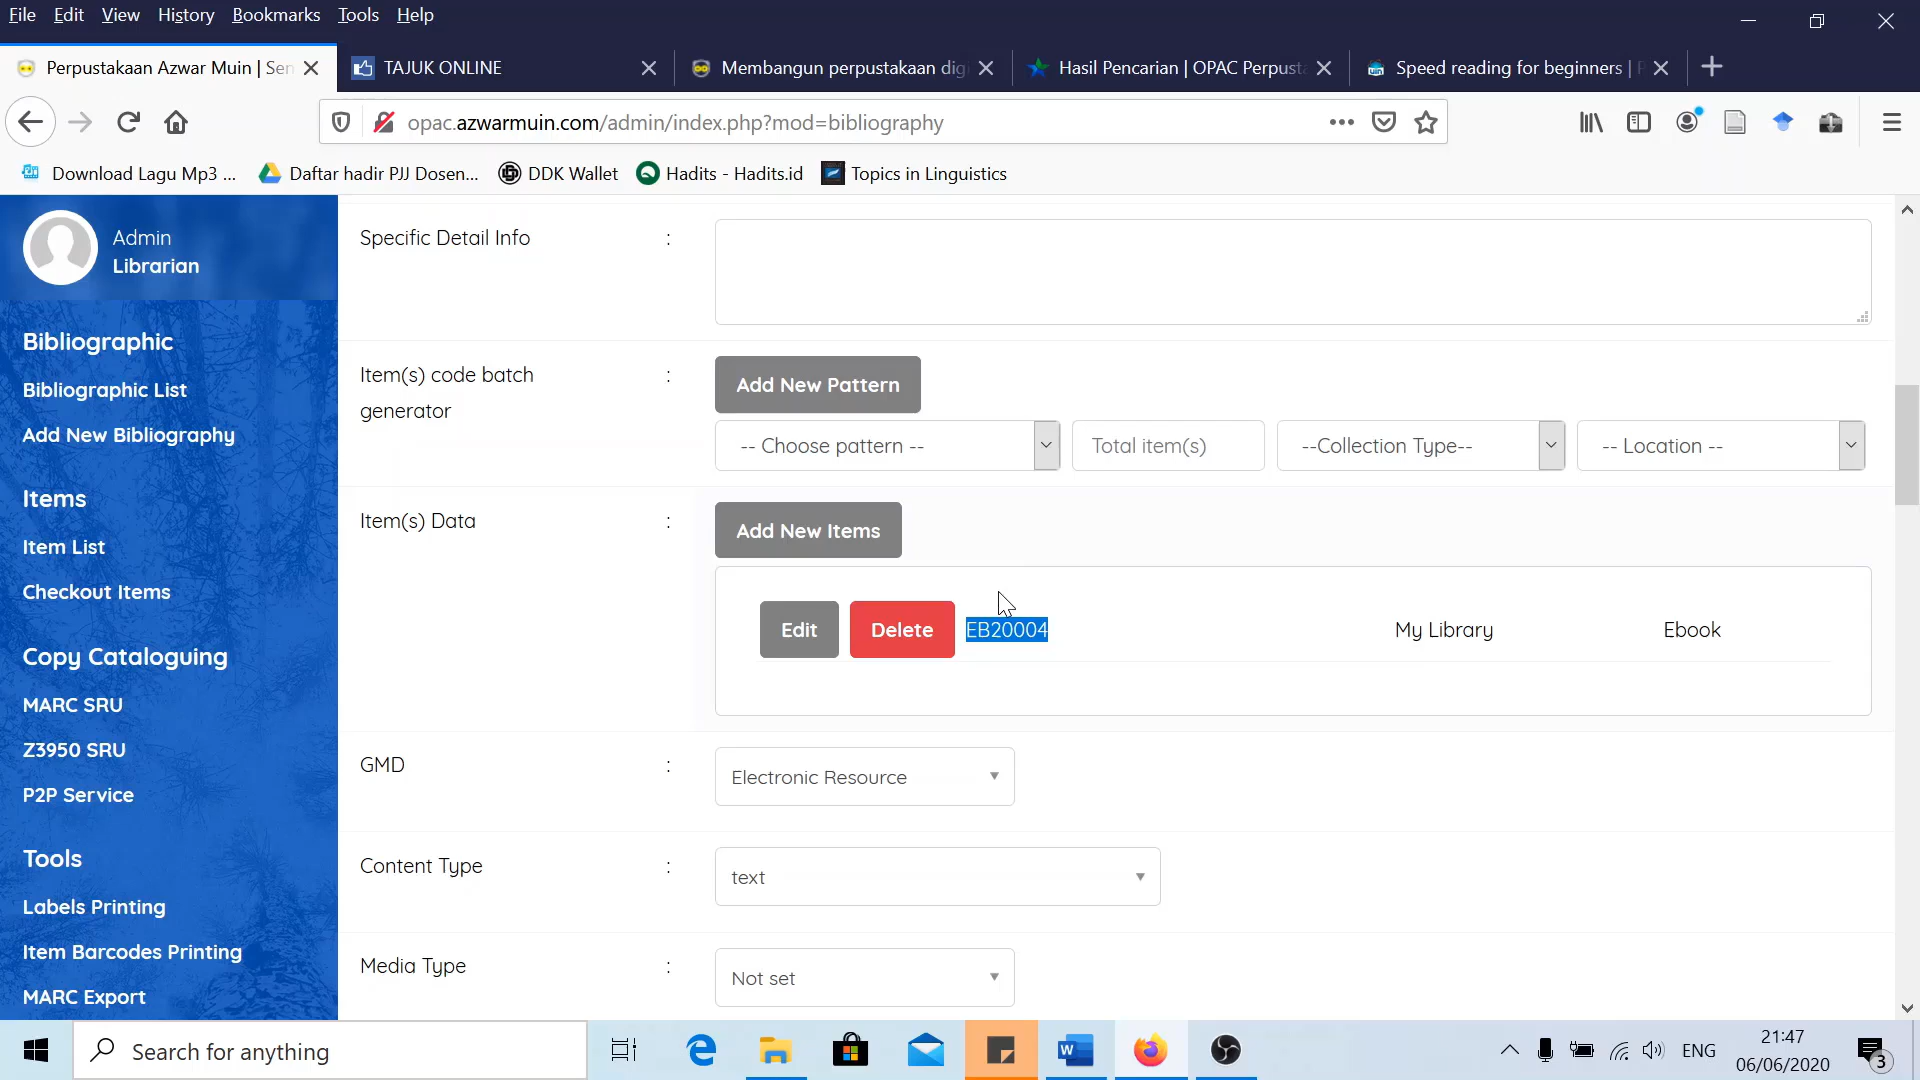 File Edit View History Bookmarks Tools Help
Perpustakaan Azwar Muin | Sen
TAJUK ONLINE
Membangun perpustakaan digi
Hasil Pencarian | OPAC Perpusta
Speed reading for beginners |
opac.azwarmuin.com/admin/index.php?mod=bibliography
Download Lagu Mp3 ...
Daftar hadir PJJ Dosen...
DDK Wallet
Hadits - Hadits.id
Topics in Linguistics
Admin
Librarian
Bibliographic
Bibliographic List
Add New Bibliography
Items
Item List
Checkout Items
Copy Cataloguing
MARC SRU
Z3950 SRU
P2P Service
Tools
Labels Printing
Item Barcodes Printing
MARC Export
Specific Detail Info :
Item(s) code batch generator :
Add New Pattern
-- Choose pattern --
Total item(s)
--Collection Type--
-- Location --
Item(s) Data :
Add New Items
Edit Delete EB20004 My Library Ebook
GMD : Electronic Resource
Content Type : text
Media Type : Not set
Search for anything
ENG
21:47
06/06/2020
3